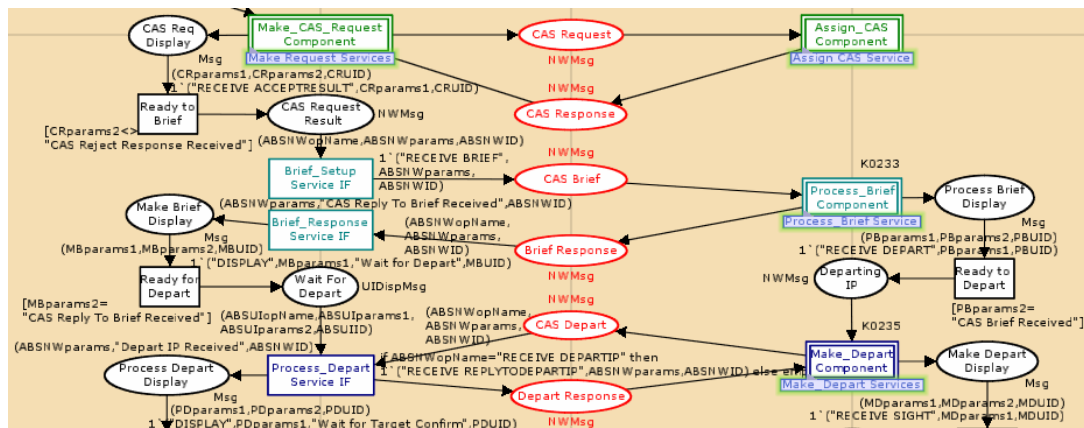 CAS Req
Display
Make_CAS_Request
Component
Make Request Services
CAS Request
NWMsg
Assign_CAS
Component
Assign CAS Service
Msg
(CRparams1,CRparams2,CRUID)
1`("RECEIVE ACCEPTRESULT",CRparams1,CRUID)
NWMsg
CAS Response
Ready to
Brief
CAS Request
Result
NWMsg
[CRparams2<>
"CAS Reject Response Received"]
(ABSNWopName,ABSNWparams,ABSNWID)
NWMsg
1`("RECEIVE BRIEF",
ABSNWparams,
ABSNWID)
Brief_Setup
Service IF
CAS Brief
K0233
Process_Brief
Component
Process_Brief Service
Process Brief
Display
(ABSNWparams,"CAS Reply To Brief Received",ABSNWID)
Make Brief
Display
Brief_Response
Service IF
(ABSNWopName,
ABSNWparams,
ABSNWID)
Brief Response
Msg
(PBparams1,PBparams2,PBUID)
1`("RECEIVE DEPART",PBparams1,PBUID)
Msg
(MBparams1,MBparams2,MBUID)
1`("DISPLAY",MBparams1,"Wait for Depart",MBUID)
NWMsg
NWMsg
Departing
IP
Ready to
Depart
Ready for
Depart
Wait For
Depart
UIDispMsg
NWMsg
[MBparams2=
"CAS Reply To Brief Received"]
(ABSUIopName,ABSUIparams1,
ABSUIparams2,ABSUIID)
(ABSNWopName,
ABSNWparams,
ABSNWID)
CAS Depart
[PBparams2=
"CAS Brief Received"]
K0235
(ABSNWparams,"Depart IP Received",ABSNWID)
Process Depart
Display
Process_Depart
Service IF
if ABSNWopName="RECEIVE DEPARTIP" then
1`("RECEIVE REPLYTODEPARTIP",ABSNWparams,ABSNWID) else
Make_Depart
Component
Make_Depart Services
Make Depart
Display
Depart Response
NWMsg
Msg
(PDparams1,PDparams2,PDUID)
1`("DISPLAY",PDparams1,"Wait for Target Confirm",PDUID)
Msg
(MDparams1,MDparams2,MDUID)
1`("RECEIVE SIGHT",MDparams1,MDUID)